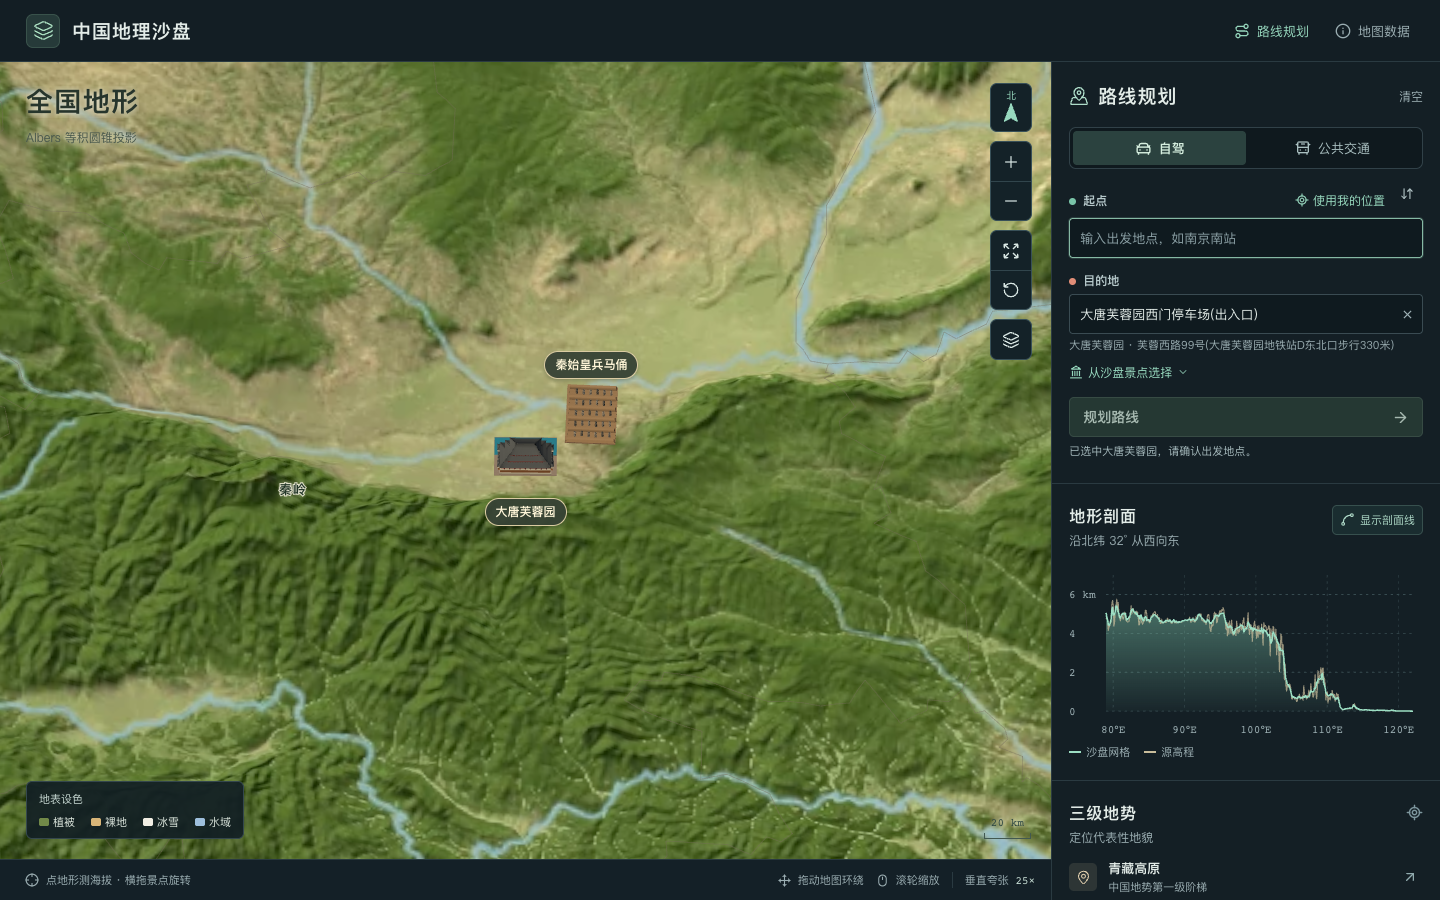 中国地理沙盘
路线规划
地图数据
全国地形
Albers 等积圆锥投影
北
秦始皇兵马俑
大唐芙蓉园
秦岭
地表设色
植被
裸地
冰雪
水域
20 km
点地形测海拔 · 横拖景点旋转
拖动地图环绕
滚轮缩放
垂直夸张 25×
路线规划
清空
自驾
公共交通
起点
使用我的位置
输入出发地点，如南京南站
目的地
大唐芙蓉园西门停车场(出入口)
大唐芙蓉园 · 芙蓉西路99号(大唐芙蓉园地铁站D东北口步行330米)
从沙盘景点选择
规划路线
已选中大唐芙蓉园，请确认出发地点。
地形剖面
显示剖面线
沿北纬 32° 从西向东
6 km
4
2
0
80°E 90°E 100°E 110°E 120°E
沙盘网格
源高程
三级地势
定位代表性地貌
青藏高原
中国地势第一级阶梯